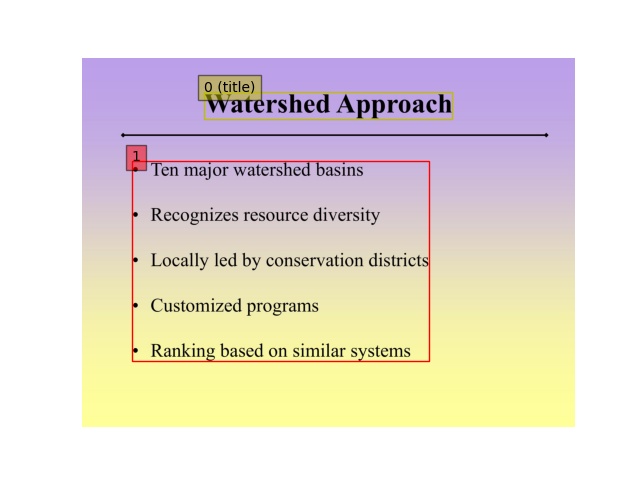 0 (title)
Watershed Approach
1
• Ten major watershed basins
• Recognizes resource diversity
• Locally led by conservation districts
• Customized programs
• Ranking based on similar systems